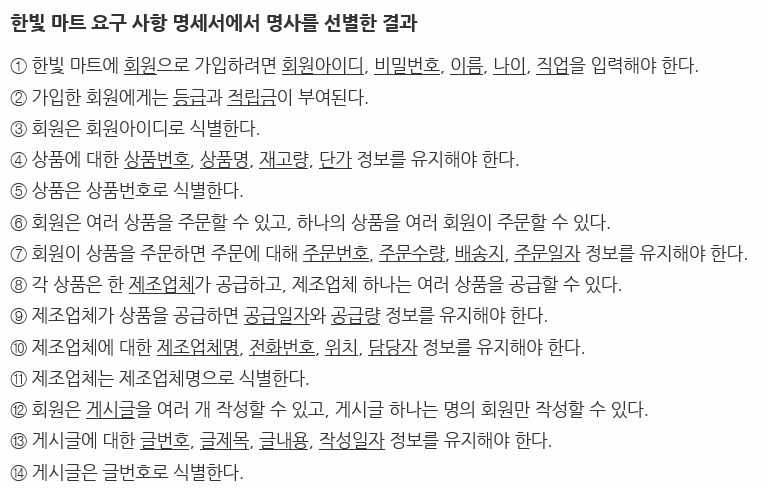 한빛 마트 요구 사항 명세서에서 명사를 선별한 결과
① 한빛 마트에 회원으로 가입하려면 회원아이디, 비밀번호, 이름, 나이, 직업을 입력해야 한다.
② 가입한 회원에게는 등급과 적립금이 부여된다.
③ 회원은 회원아이디로 식별한다.
④ 상품에 대한 상품번호, 상품명, 재고량, 단가 정보를 유지해야 한다.
⑤ 상품은 상품번호로 식별한다.
⑥ 회원은 여러 상품을 주문할 수 있고, 하나의 상품을 여러 회원이 주문할 수 있다.
⑦ 회원이 상품을 주문하면 주문에 대해 주문번호, 주문수량, 배송지, 주문일자 정보를 유지해야 한다.
⑧ 각 상품은 한 제조업체가 공급하고, 제조업체 하나는 여러 상품을 공급할 수 있다.
⑨ 제조업체가 상품을 공급하면 공급일자와 공급량 정보를 유지해야 한다.
⑩ 제조업체에 대한 제조업체명, 전화번호, 위치, 담당자 정보를 유지해야 한다.
⑪ 제조업체는 제조업체명으로 식별한다.
⑫ 회원은 게시글을 여러 개 작성할 수 있고, 게시글 하나는 명의 회원만 작성할 수 있다.
⑬ 게시글에 대한 글번호, 글제목, 글내용, 작성일자 정보를 유지해야 한다.
⑭ 게시글은 글번호로 식별한다.